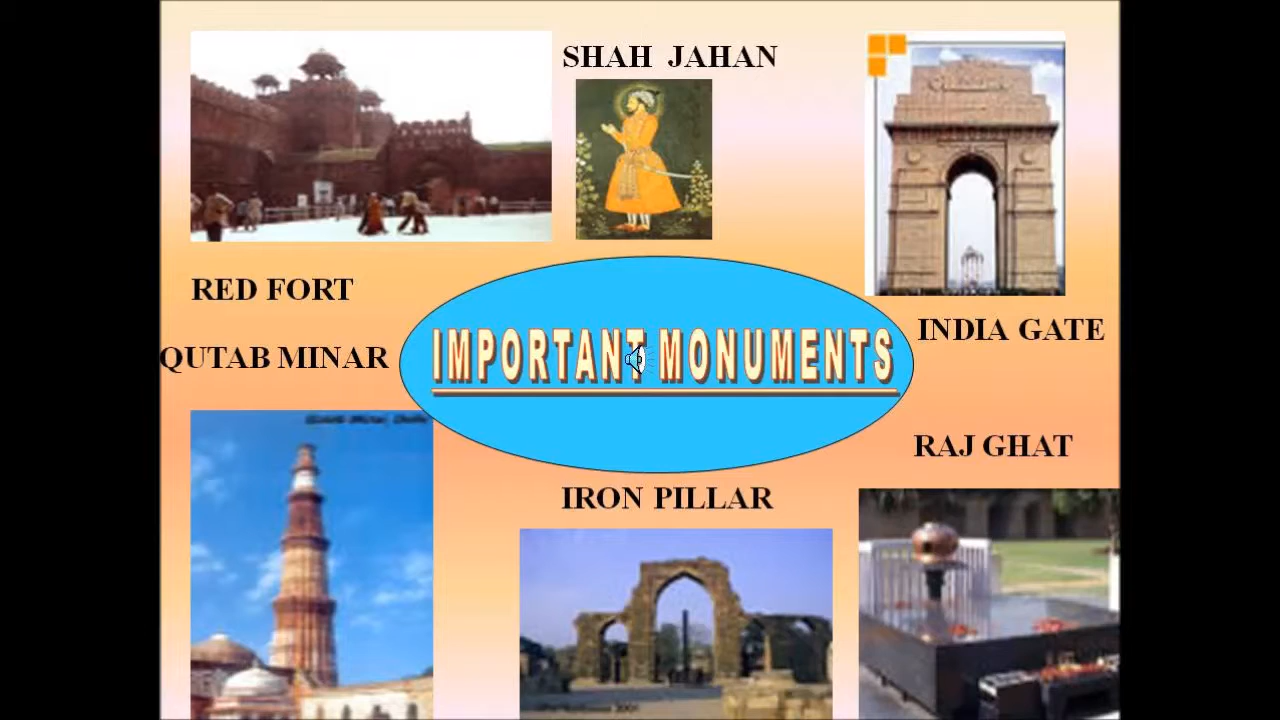 SHAH JAHAN
RED FORT
INDIA GATE
QUTAB MINAR
IMPORTANT MONUMENTS
RAJ GHAT
IRON PILLAR